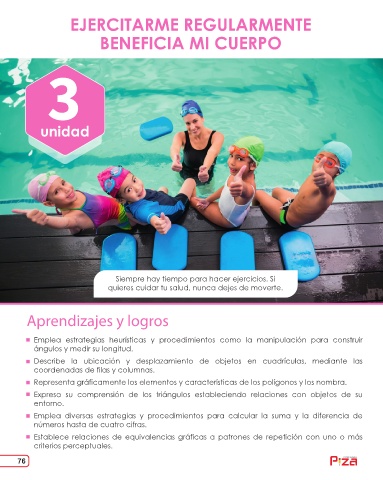 EJERCITARME REGULARMENTE
BENEFICIA MI CUERPO
3
unidad
Siempre hay tiempo para hacer ejercicios. Si
quieres cuidar tu salud, nunca dejes de moverte.
Aprendizajes y logros
Emplea estrategias heurísticas y procedimientos como la manipulación para construir
ángulos y medir su longitud.
Describe la ubicación y desplazamiento de objetos en cuadrículas, mediante las
coordenadas de filas y columnas.
Representa gráficamente los elementos y características de los polígonos y los nombra.
Expresa su comprensión de los triángulos estableciendo relaciones con objetos de su
entorno.
Emplea diversas estrategias y procedimientos para calcular la suma y la diferencia de
números hasta de cuatro cifras.
Establece relaciones de equivalencias gráficas a patrones de repetición con uno o más
criterios perceptuales.
76